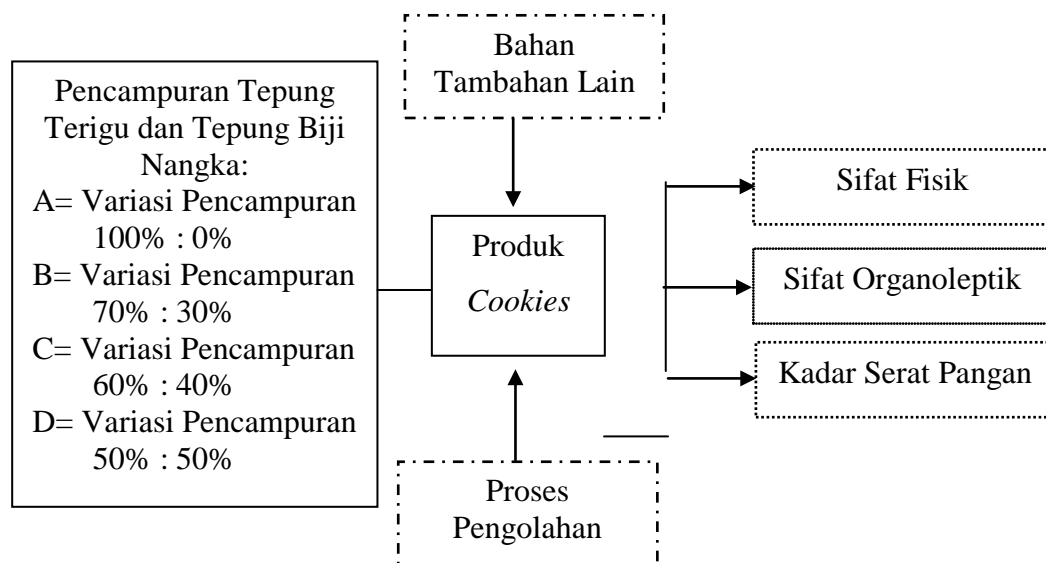 Pencampuran Tepung
Terigu dan Tepung Biji
Nangka:
A= Variasi Pencampuran
100% : 0%
B= Variasi Pencampuran
70% : 30%
C= Variasi Pencampuran
60% : 40%
D= Variasi Pencampuran
50% : 50%
Bahan
Tambahan Lain
Produk
Cookies
Proses
Pengolahan
Sifat Fisik
Sifat Organoleptik
Kadar Serat Pangan